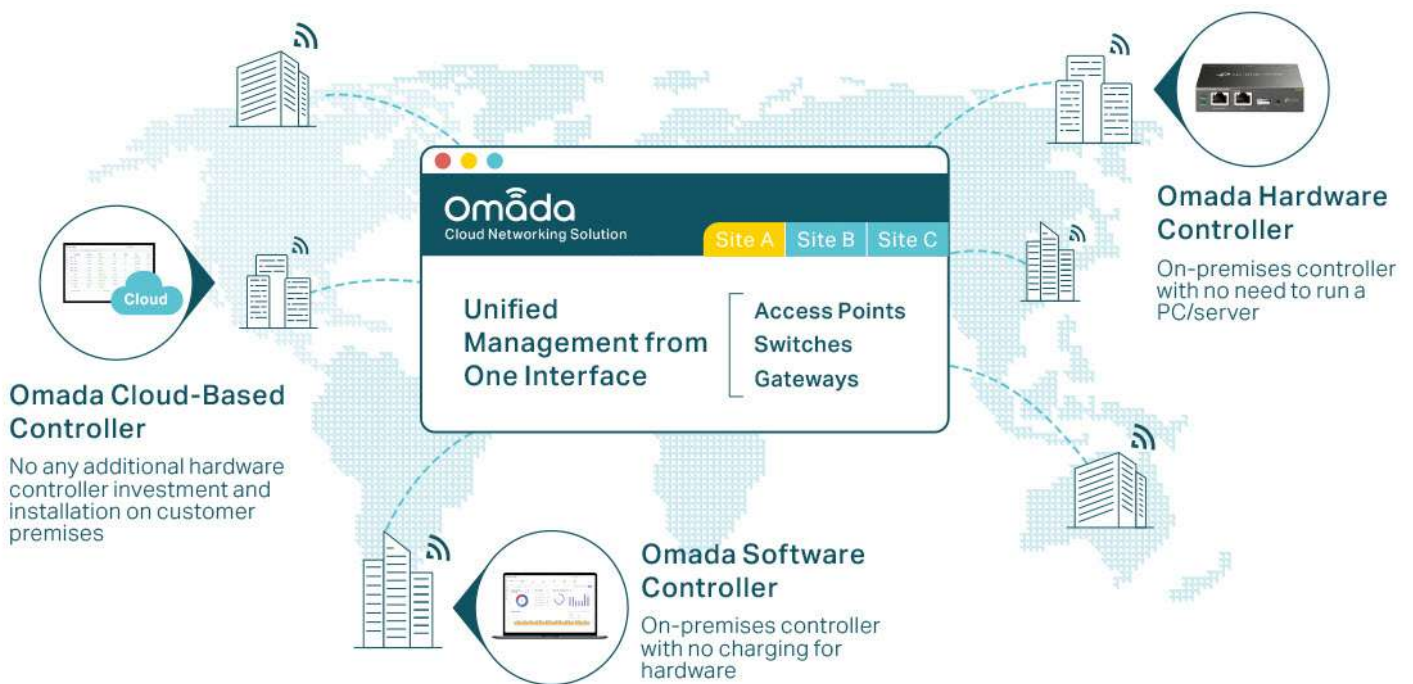 Omada
Cloud Networking Solution
Site A
Site B
Site C
Unified
Management from
One Interface
Access Points
Switches
Gateways
Omada Hardware
Controller
On-premises controller
with no need to run a
PC/server
Cloud
Omada Cloud-Based
Controller
No any additional hardware
controller investment and
installation on customer
premises
Omada Software
Controller
On-premises controller
with no charging for
hardware